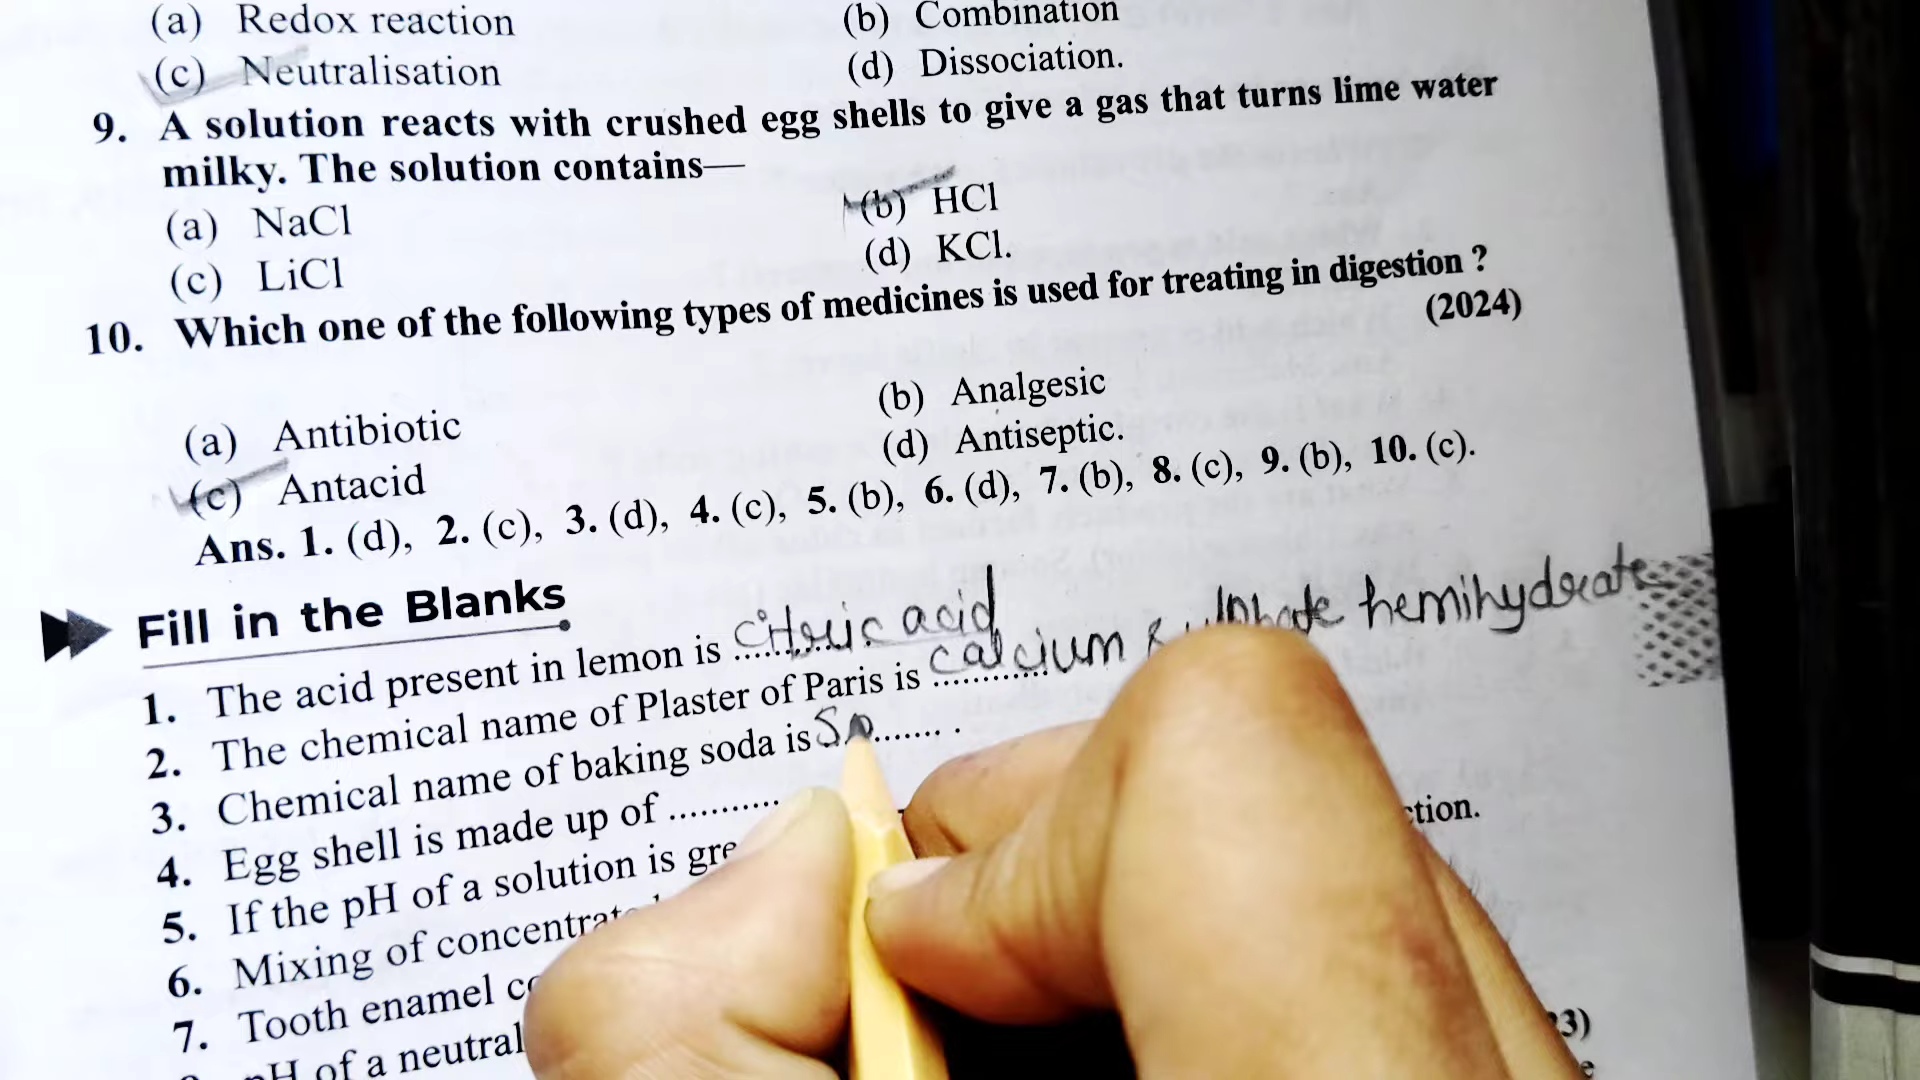 (a) Redox reaction (b) Combination
(c) Neutralisation (d) Dissociation.
9. A solution reacts with crushed egg shells to give a gas that turns lime water
milky. The solution contains—
(a) NaCl (b) HCl
(c) LiCl (d) KCl.
10. Which one of the following types of medicines is used for treating in digestion ?
(2024)
(a) Antibiotic (b) Analgesic
(c) Antacid (d) Antiseptic.
Ans. 1. (d), 2. (c), 3. (d), 4. (c), 5. (b), 6. (d), 7. (b), 8. (c), 9. (b), 10. (c).
Fill in the Blanks
1. The acid present in lemon is citric acid
2. The chemical name of Plaster of Paris is calcium hemihydrate
3. Chemical name of baking soda is So........ .
4. Egg shell is made up of ...........
5. If the pH of a solution is
6. Mixing of
7. Tooth enamel
pH of a neutral